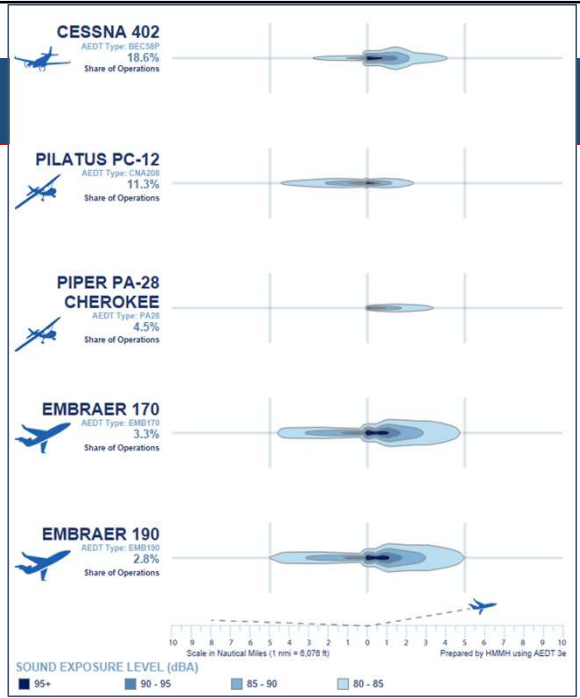 CESSNA 402
AEDT Type: BEC58P
18.6%
Share of Operations
PILATUS PC-12
AEDT Type: CNA208
11.3%
Share of Operations
PIPER PA-28
CHEROKEE
AEDT Type: PA28
4.5%
Share of Operations
EMBRAER 170
AEDT Type: EMB170
3.3%
Share of Operations
EMBRAER 190
AEDT Type: EMB190
2.8%
Share of Operations
10 9 8 7 6 5 4 3 2 1 0 1 2 3 4 5 6 7 8 9 10
Scale in Nautical Miles (1 nmi = 6,076 ft)
Prepared by HMMH using AEDT 3e
SOUND EXPOSURE LEVEL (dBA)
95+ 90 - 95 85 - 90 80 - 85